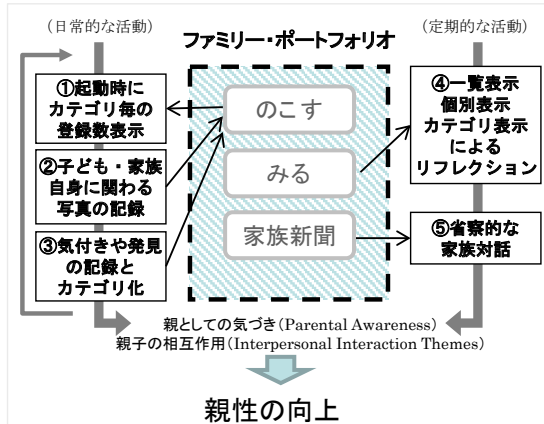 (日常的な活動)
(定期的な活動)
ファミリー・ポートフォリオ
①起動時に
カテゴリ毎の
登録数表示
②子ども・家族
自身に関わる
写真の記録
③気付きや発見
の記録と
カテゴリ化
のこす
みる
家族新聞
④一覧表示
個別表示
カテゴリ表示
による
リフレクション
⑤省察的な
家族対話
親としての気づき(Parental Awareness)
親子の相互作用(Interpersonal Interaction Themes)
親性の向上